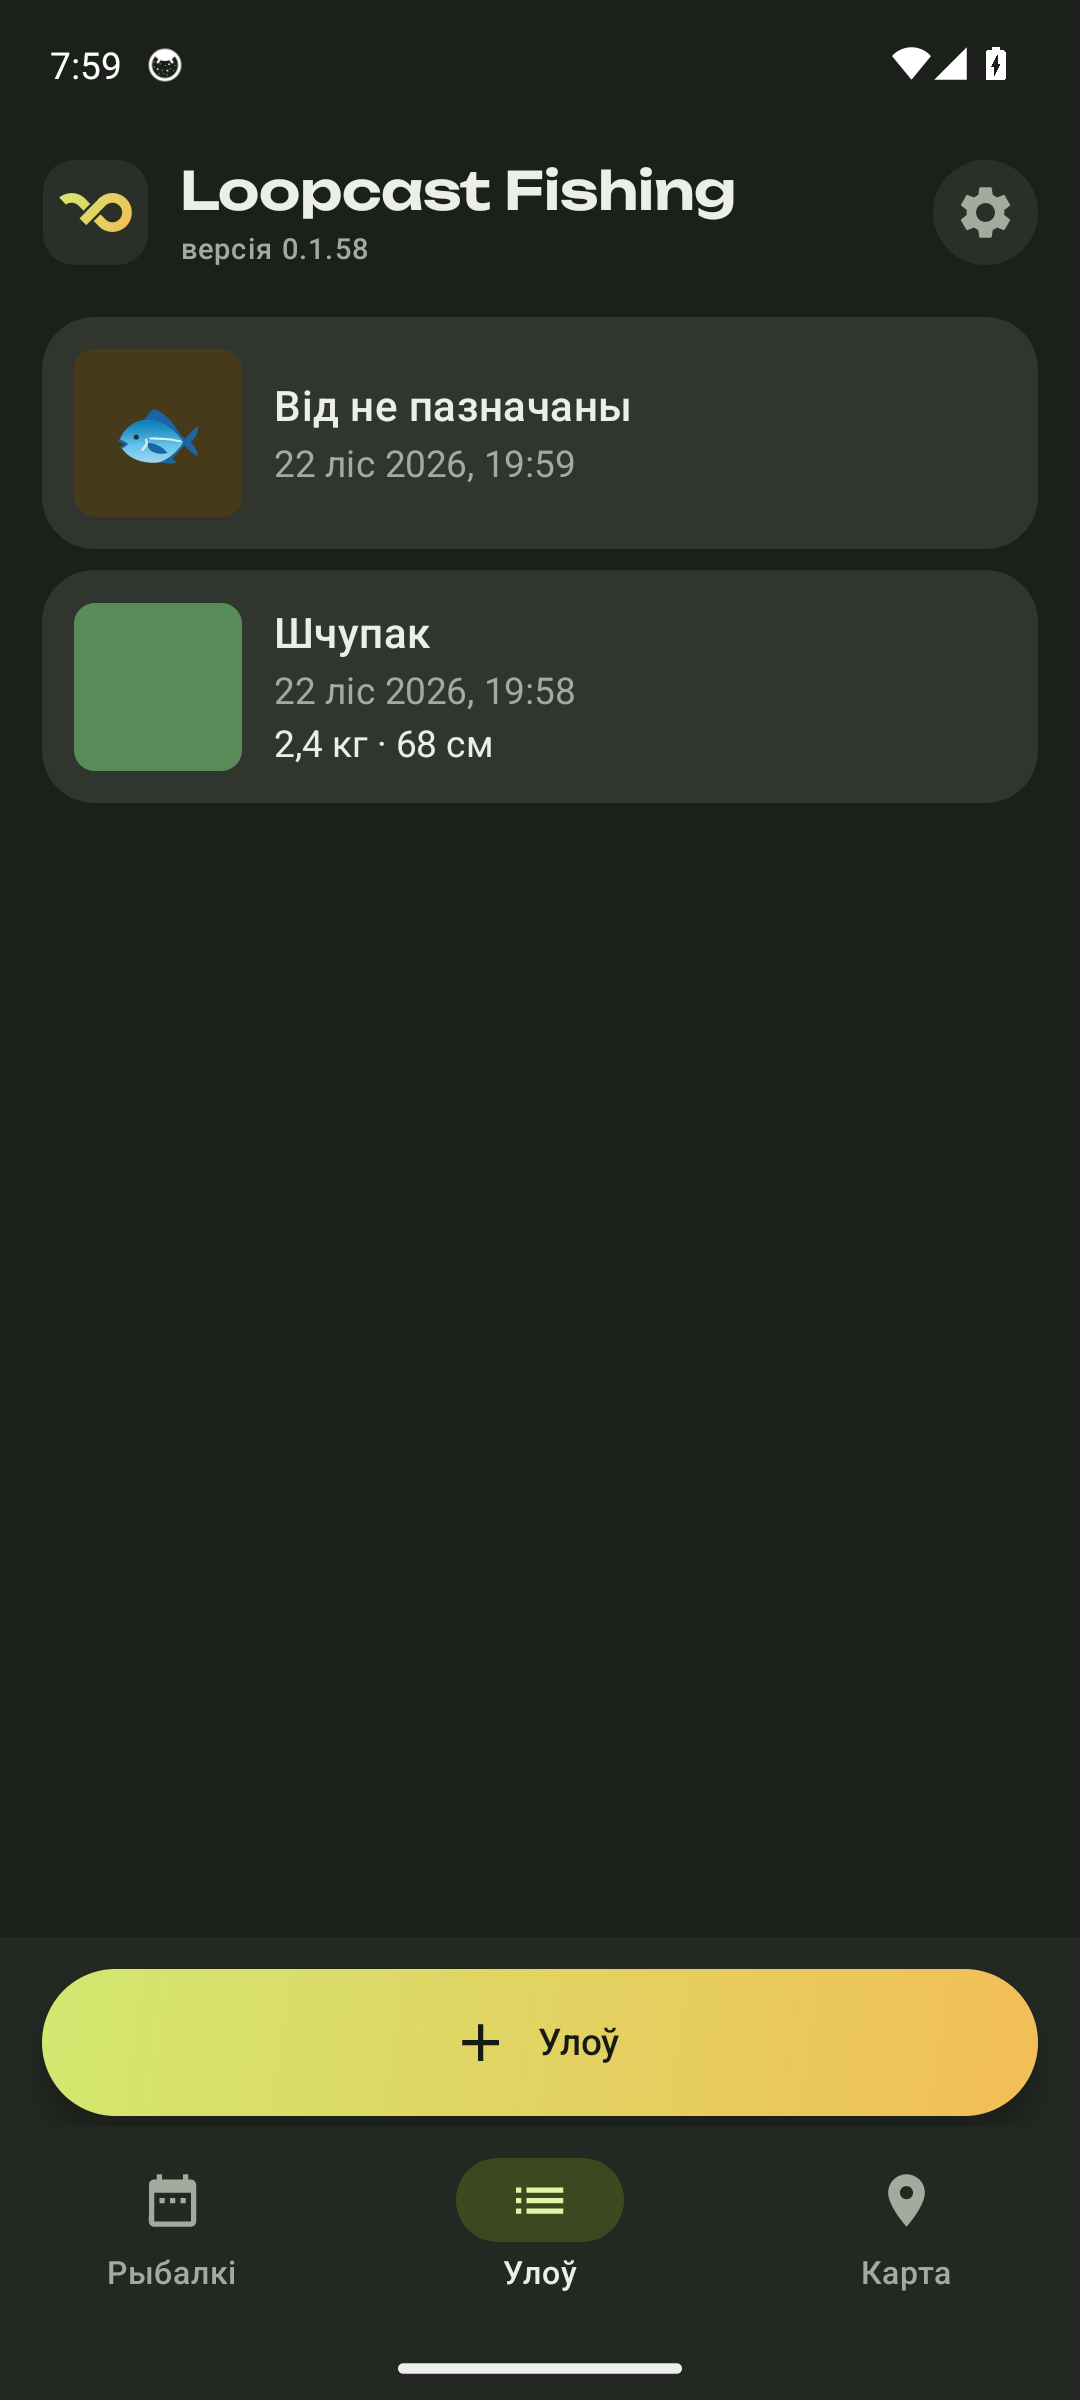 7:59
Loopcast Fishing
версія 0.1.58
Від не пазначаны
22 ліс 2026, 19:59
Шчупак
22 ліс 2026, 19:58
2,4 кг · 68 см
Улоў
Рыбалкі
Улоў
Карта